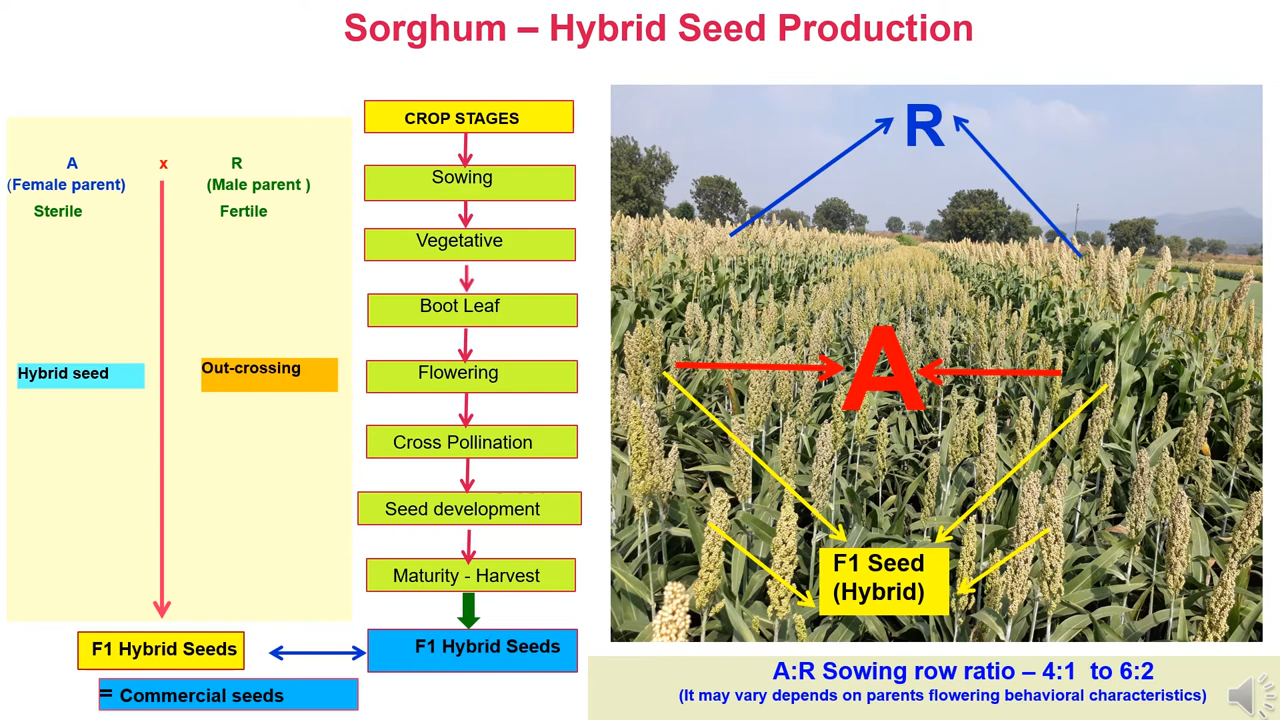 Sorghum – Hybrid Seed Production
A x R
(Female parent) (Male parent )
Sterile Fertile
Hybrid seed
Out-crossing
F1 Hybrid Seeds
= Commercial seeds
CROP STAGES
Sowing
Vegetative
Boot Leaf
Flowering
Cross Pollination
Seed development
Maturity - Harvest
F1 Hybrid Seeds
R
A
F1 Seed
(Hybrid)
A:R Sowing row ratio – 4:1 to 6:2
(It may vary depends on parents flowering behavioral characteristics)